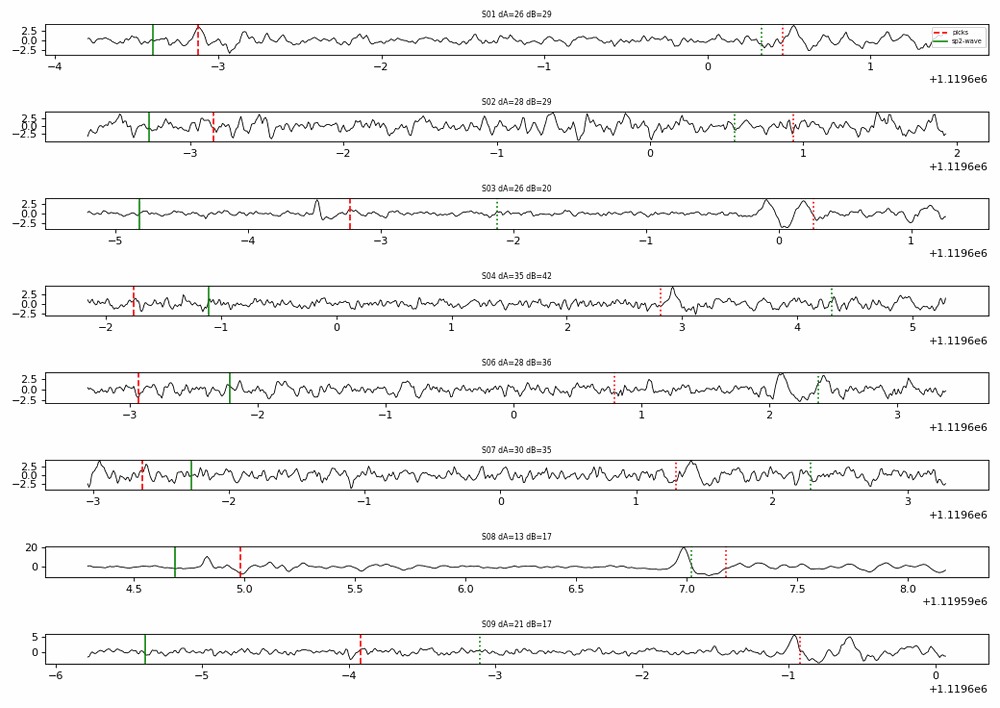 S01 dA=26 dB=29
2.5
0.0
−2.5
picks
sp2-wave
−4 −3 −2 −1 0 1
+1.1196e6
S02 dA=28 dB=29
2.5
0.0
−2.5
−3 −2 −1 0 1 2
+1.1196e6
S03 dA=26 dB=20
2.5
0.0
−2.5
−5 −4 −3 −2 −1 0 1
+1.1196e6
S04 dA=35 dB=42
2.5
0.0
−2.5
−2 −1 0 1 2 3 4 5
+1.1196e6
S06 dA=28 dB=36
2.5
0.0
−2.5
−3 −2 −1 0 1 2 3
+1.1196e6
S07 dA=30 dB=35
2.5
0.0
−2.5
−3 −2 −1 0 1 2 3
+1.1196e6
S08 dA=13 dB=17
20
0
4.5 5.0 5.5 6.0 6.5 7.0 7.5 8.0
+1.11959e6
S09 dA=21 dB=17
5
0
−6 −5 −4 −3 −2 −1 0
+1.1196e6